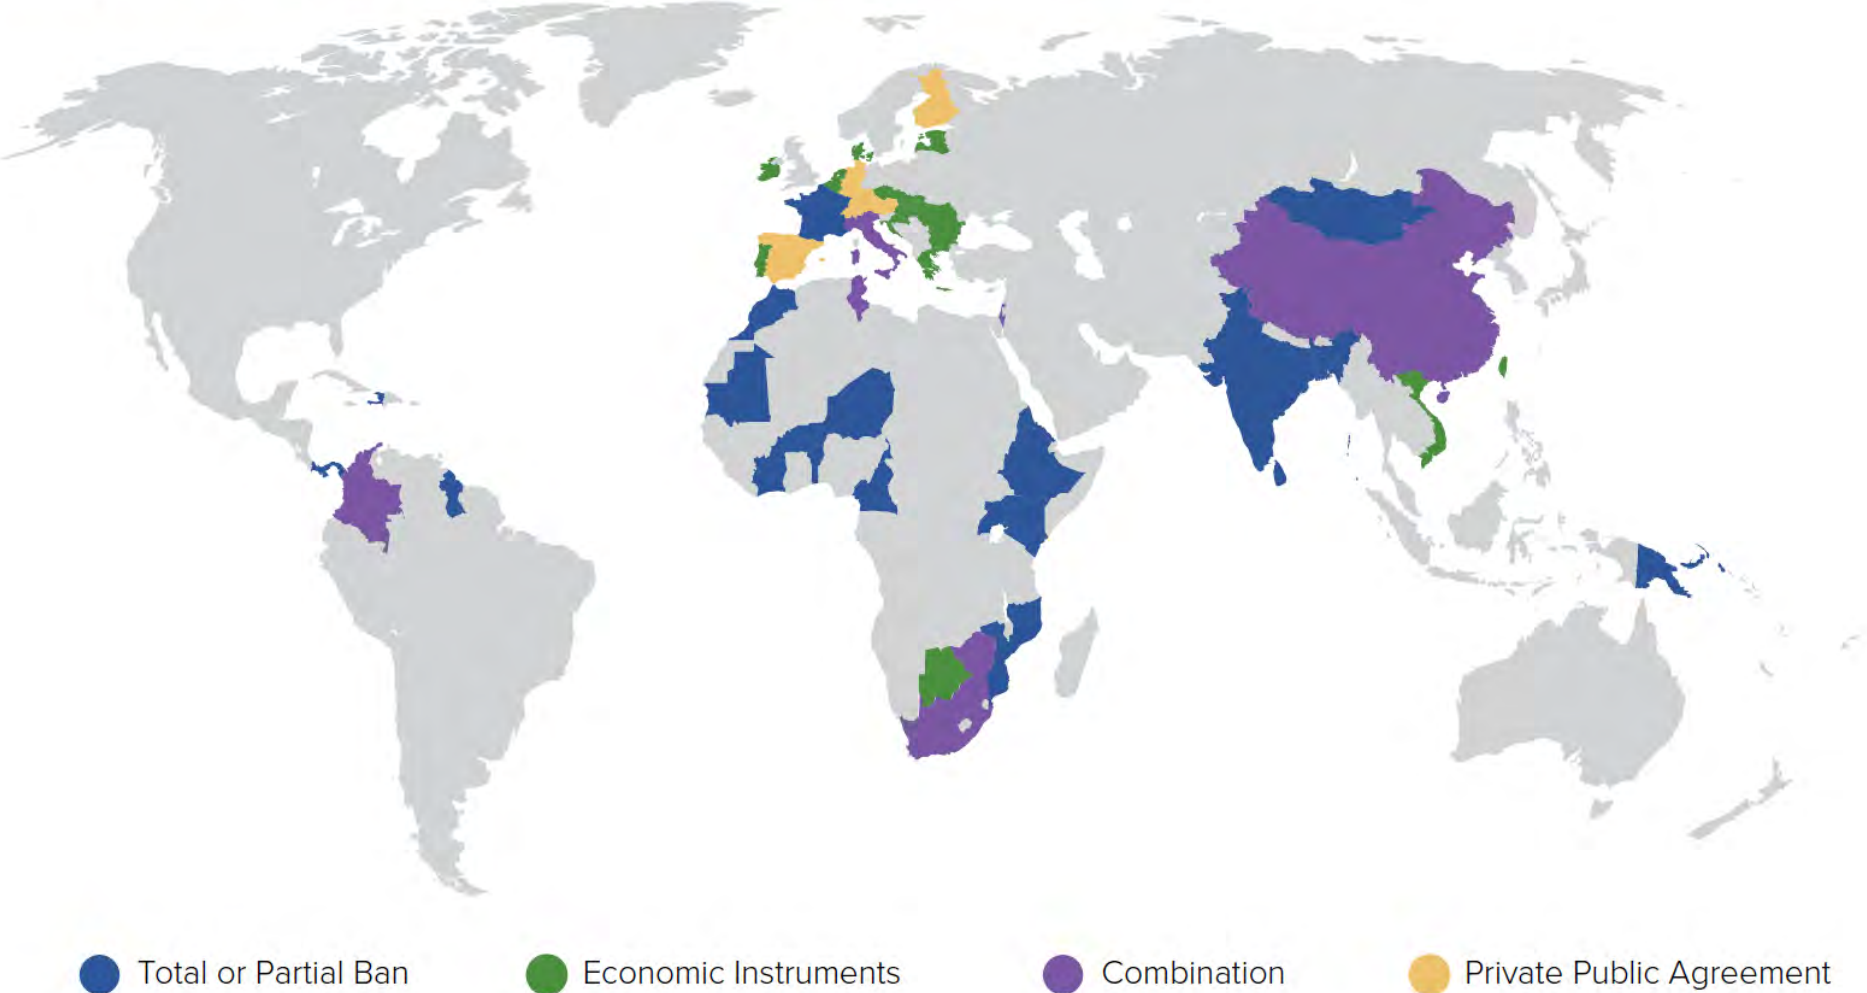 Total or Partial Ban
Economic Instruments
Combination
Private Public Agreement